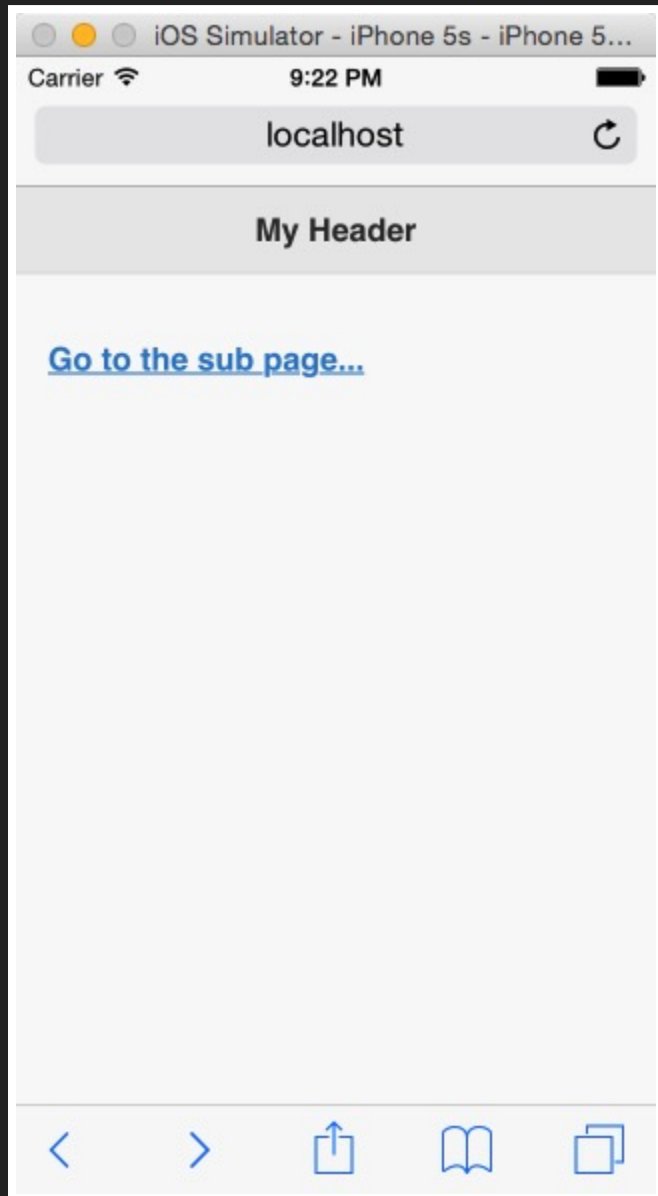 iOS Simulator - iPhone 5s - iPhone 5...
Carrier 9:22 PM
localhost
My Header
Go to the sub page...